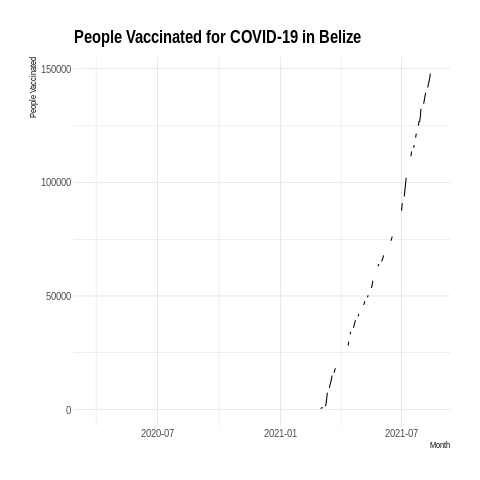 People Vaccinated for COVID-19 in Belize
People Vaccinated
150000
100000
50000
0
2020-07
2021-01
2021-07
Month